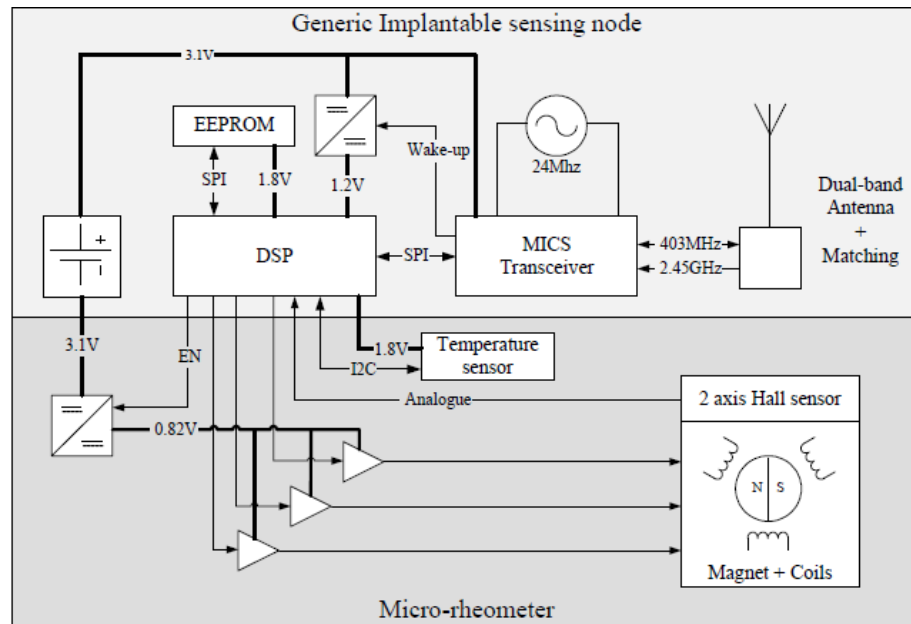 Generic Implantable sensing node
3.1V
EEPROM
Wake-up
24Mhz
SPI
1.8V
1.2V
Dual-band
Antenna
+
Matching
+
DSP
SPI
MICS
Transceiver
403MHz
2.45GHz
3.1V
EN
1.8V
I2C
Temperature
sensor
Analogue
2 axis Hall sensor
0.82V
N S
Magnet + Coils
Micro-rheometer